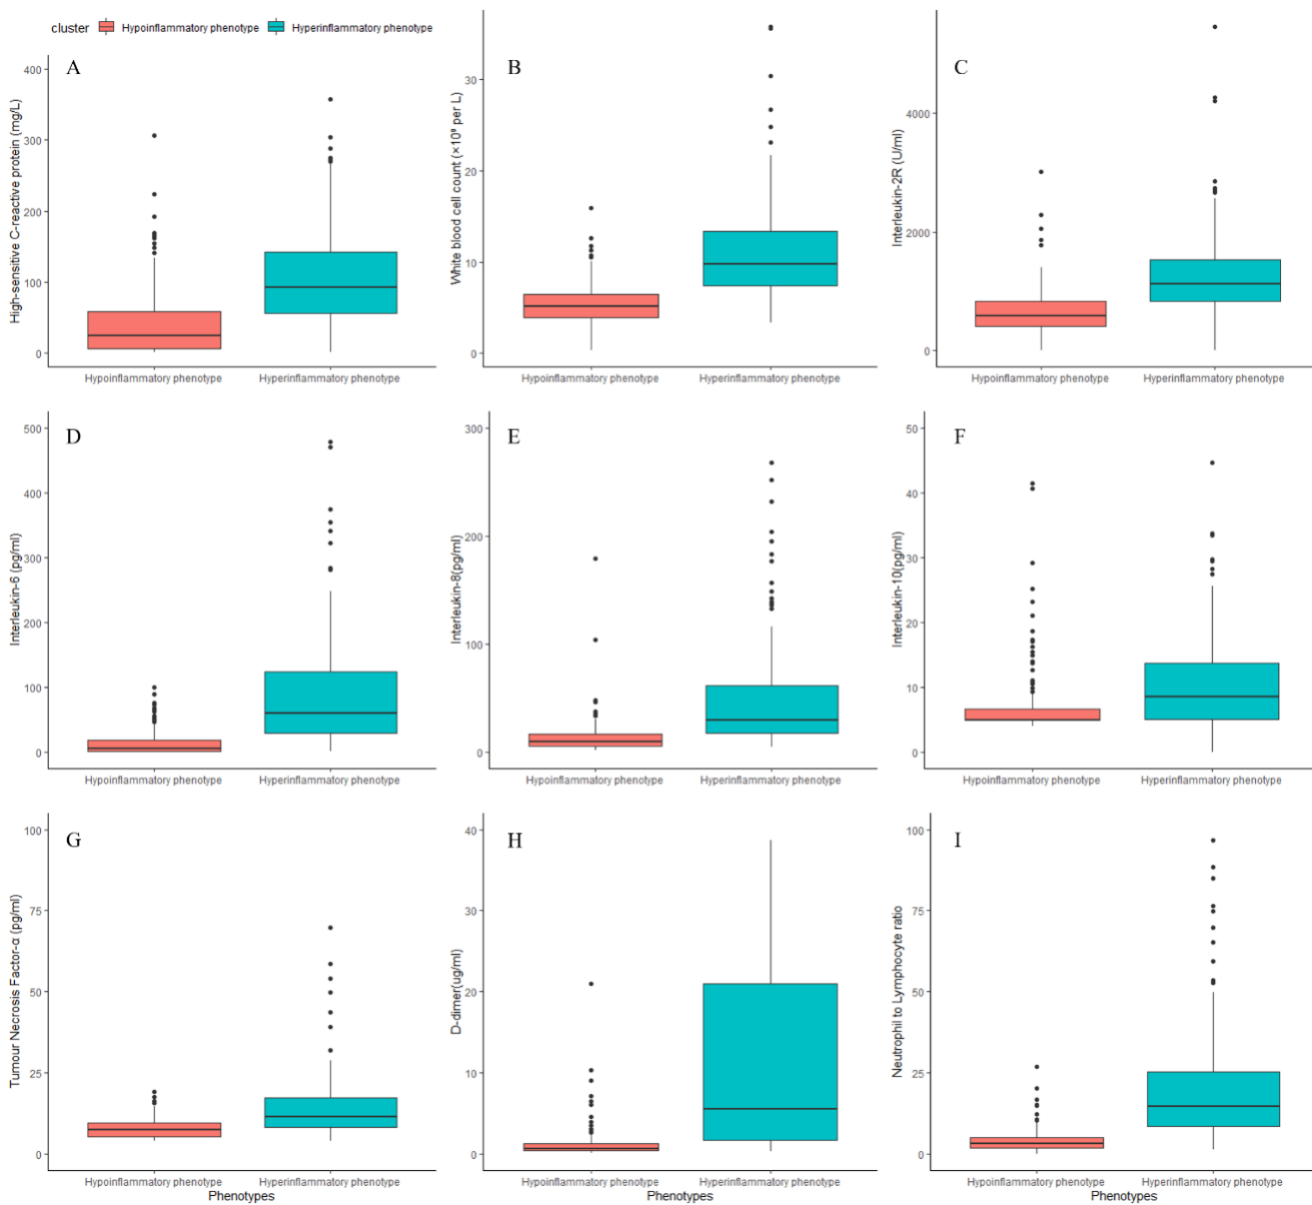 cluster Hypoinflammatory phenotype Hyperinflammatory phenotype
A
High-sensitive C-reactive protein (mg/L)
400
300
200
100
0
Hypoinflammatory phenotype Hyperinflammatory phenotype
B
White blood cell count (×10⁹ per L)
30
20
10
0
Hypoinflammatory phenotype Hyperinflammatory phenotype
C
Interleukin-2R (U/ml)
4000
2000
0
Hypoinflammatory phenotype Hyperinflammatory phenotype
D
Interleukin-6 (pg/ml)
500
400
300
200
100
0
Hypoinflammatory phenotype Hyperinflammatory phenotype
E
Interleukin-8(pg/ml)
300
200
100
0
Hypoinflammatory phenotype Hyperinflammatory phenotype
F
Interleukin-10(pg/ml)
50
40
30
20
10
0
Hypoinflammatory phenotype Hyperinflammatory phenotype
G
Tumour Necrosis Factor-α (pg/ml)
100
75
50
25
0
Hypoinflammatory phenotype Hyperinflammatory phenotype
Phenotypes
H
D-dimer(ug/ml)
40
30
20
10
0
Hypoinflammatory phenotype Hyperinflammatory phenotype
Phenotypes
I
Neutrophil to Lymphocyte ratio
100
75
50
25
0
Hypoinflammatory phenotype Hyperinflammatory phenotype
Phenotypes